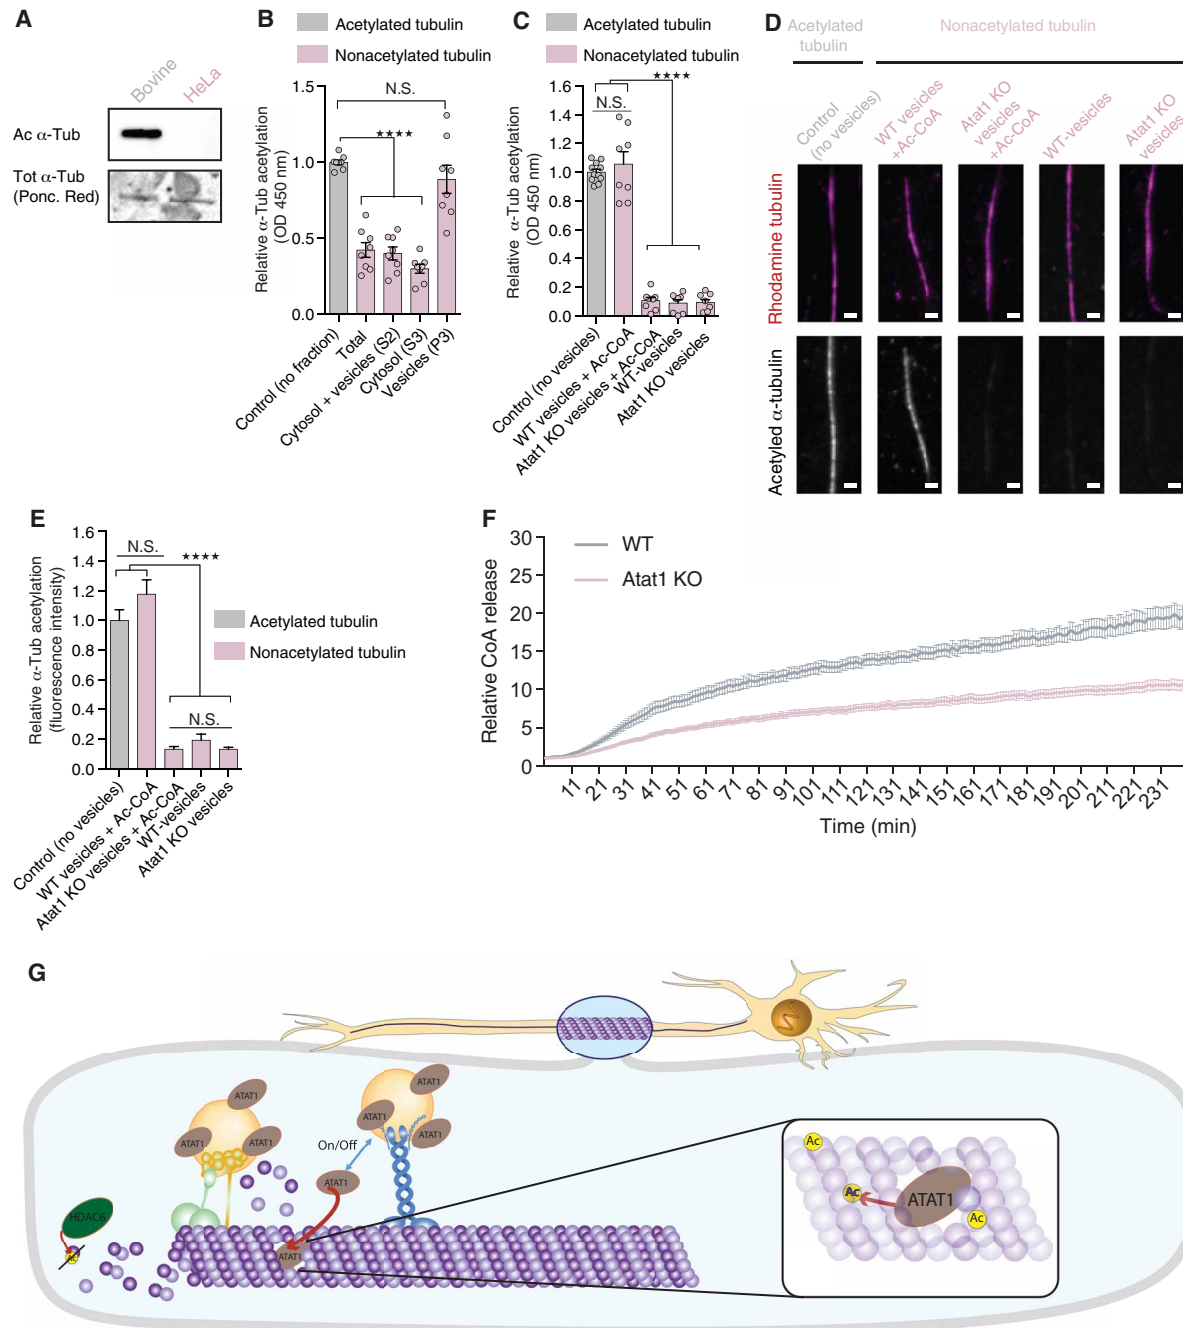 A
Bovine
HeLa
Ac α-Tub
Tot α-Tub
(Ponc. Red)
B
Acetylated tubulin
Nonacetylated tubulin
Relative α-Tub acetylation
(OD 450 nm)
1.5
1.0
0.5
0.0
N.S.
★★★★
Control (no fraction)
Total
Cytosol + vesicles (S2)
Cytosol (S3)
Vesicles (P3)
C
Acetylated tubulin
Nonacetylated tubulin
Relative α-Tub acetylation
(OD 450 nm)
1.6
1.4
1.2
1.0
0.8
0.6
0.4
0.2
0.0
★★★★
N.S.
Control (no vesicles)
WT vesicles + Ac-CoA
Atat1 KO vesicles + Ac-CoA
WT-vesicles
Atat1 KO vesicles
D
Acetylated
tubulin
Nonacetylated tubulin
Control
(no vesicles)
WT vesicles
+Ac-CoA
Atat1 KO
vesicles
+Ac-CoA
WT-vesicles
Atat1 KO
vesicles
Rhodamine tubulin
Acetyled α-tubulin
E
Relative α-Tub acetylation
(fluorescence intensity)
1.6
1.4
1.2
1.0
0.8
0.6
0.4
0.2
0.0
N.S.
★★★★
N.S.
Acetylated tubulin
Nonacetylated tubulin
Control (no vesicles)
WT vesicles + Ac-CoA
Atat1 KO vesicles + Ac-CoA
WT-vesicles
Atat1 KO vesicles
F
WT
Atat1 KO
Relative CoA release
30
25
20
15
10
5
0
11 21 31 41 51 61 71 81 91 101 111 121 131 141 151 161 171 181 191 201 211 221 231
Time (min)
G
ATAT1
ATAT1
ATAT1
ATAT1
ATAT1
ATAT1
On/Off
ATAT1
ATAT1
HDAC6
Ac
Ac
Ac
ATAT1
Ac